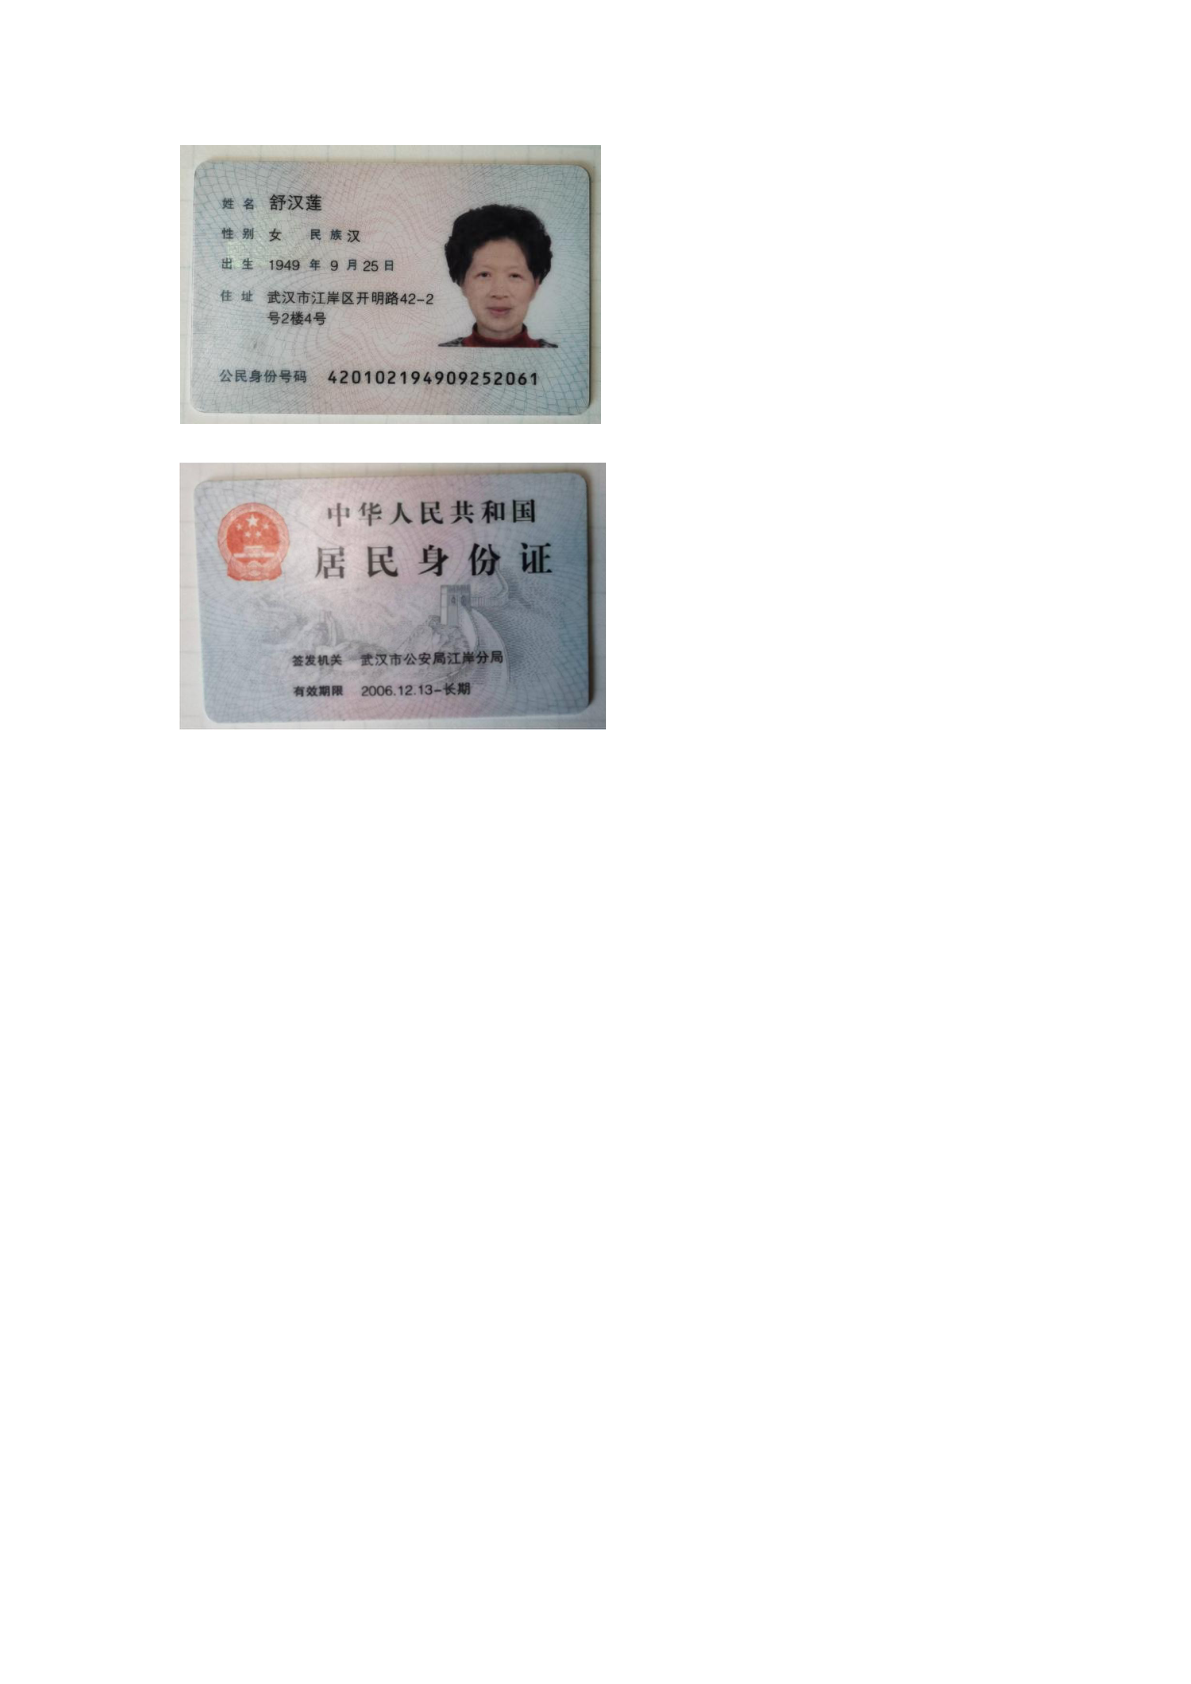 姓名 舒汉莲
性别 女 民族 汉
出生 1949 年 9 月 25 日
住址 武汉市江岸区开明路42-2
号2楼4号
公民身份号码 420102194909252061
中华人民共和国
居民身份证
签发机关 武汉市公安局江岸分局
有效期限 2006.12.13-长期